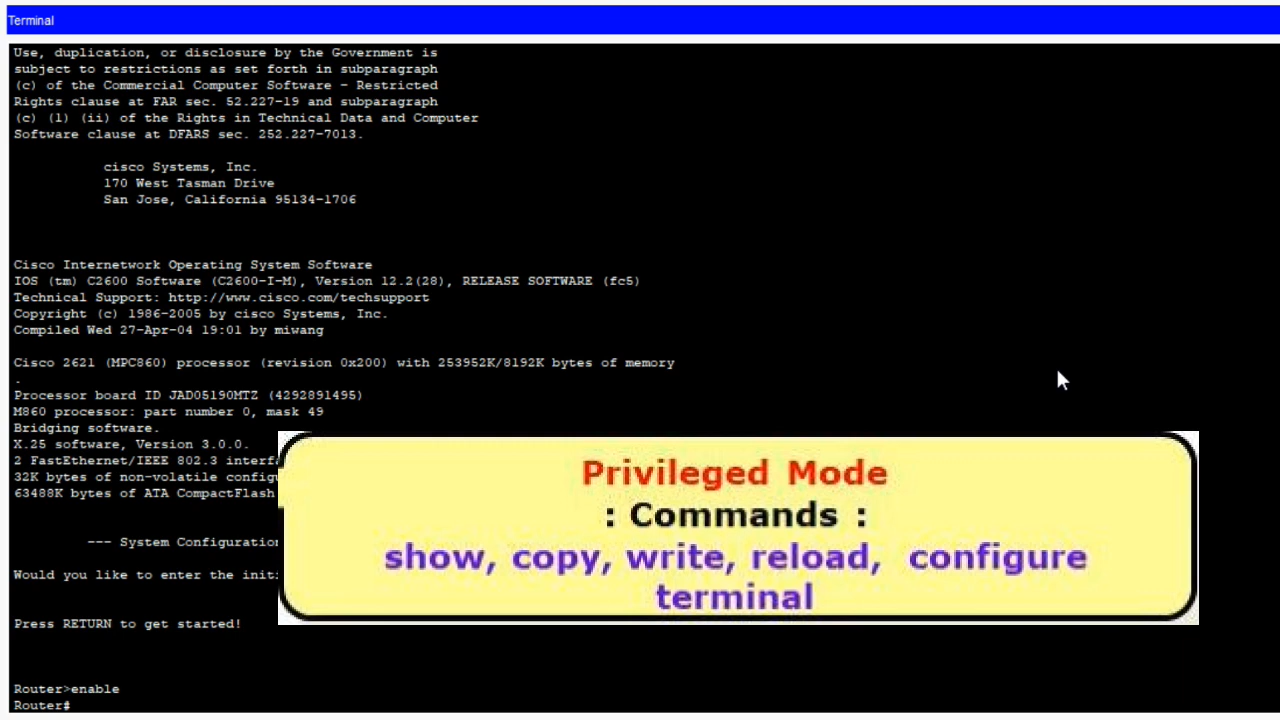 Terminal
Use, duplication, or disclosure by the Government is
subject to restrictions as set forth in subparagraph
(c) of the Commercial Computer Software - Restricted
Rights clause at FAR sec. 52.227-19 and subparagraph
(c) (1) (ii) of the Rights in Technical Data and Computer
Software clause at DFARS sec. 252.227-7013.
cisco Systems, Inc.
170 West Tasman Drive
San Jose, California 95134-1706
Cisco Internetwork Operating System Software
IOS (tm) C2600 Software (C2600-I-M), Version 12.2(28), RELEASE SOFTWARE (fc5)
Technical Support: http://www.cisco.com/techsupport
Copyright (c) 1986-2005 by cisco Systems, Inc.
Compiled Wed 27-Apr-04 19:01 by miwang
Cisco 2621 (MPC860) processor (revision 0x200) with 253952K/8192K bytes of memory
.
Processor board ID JAD05190MTZ (4292891495)
M860 processor: part number 0, mask 49
Bridging software.
X.25 software, Version 3.0.0.
2 FastEthernet/IEEE 802.3 interf
32K bytes of non-volatile config
63488K bytes of ATA CompactFlash
--- System Configuration
Would you like to enter the init
Press RETURN to get started!
Router>enable
Router#
Privileged Mode
: Commands :
show, copy, write, reload, configure
terminal